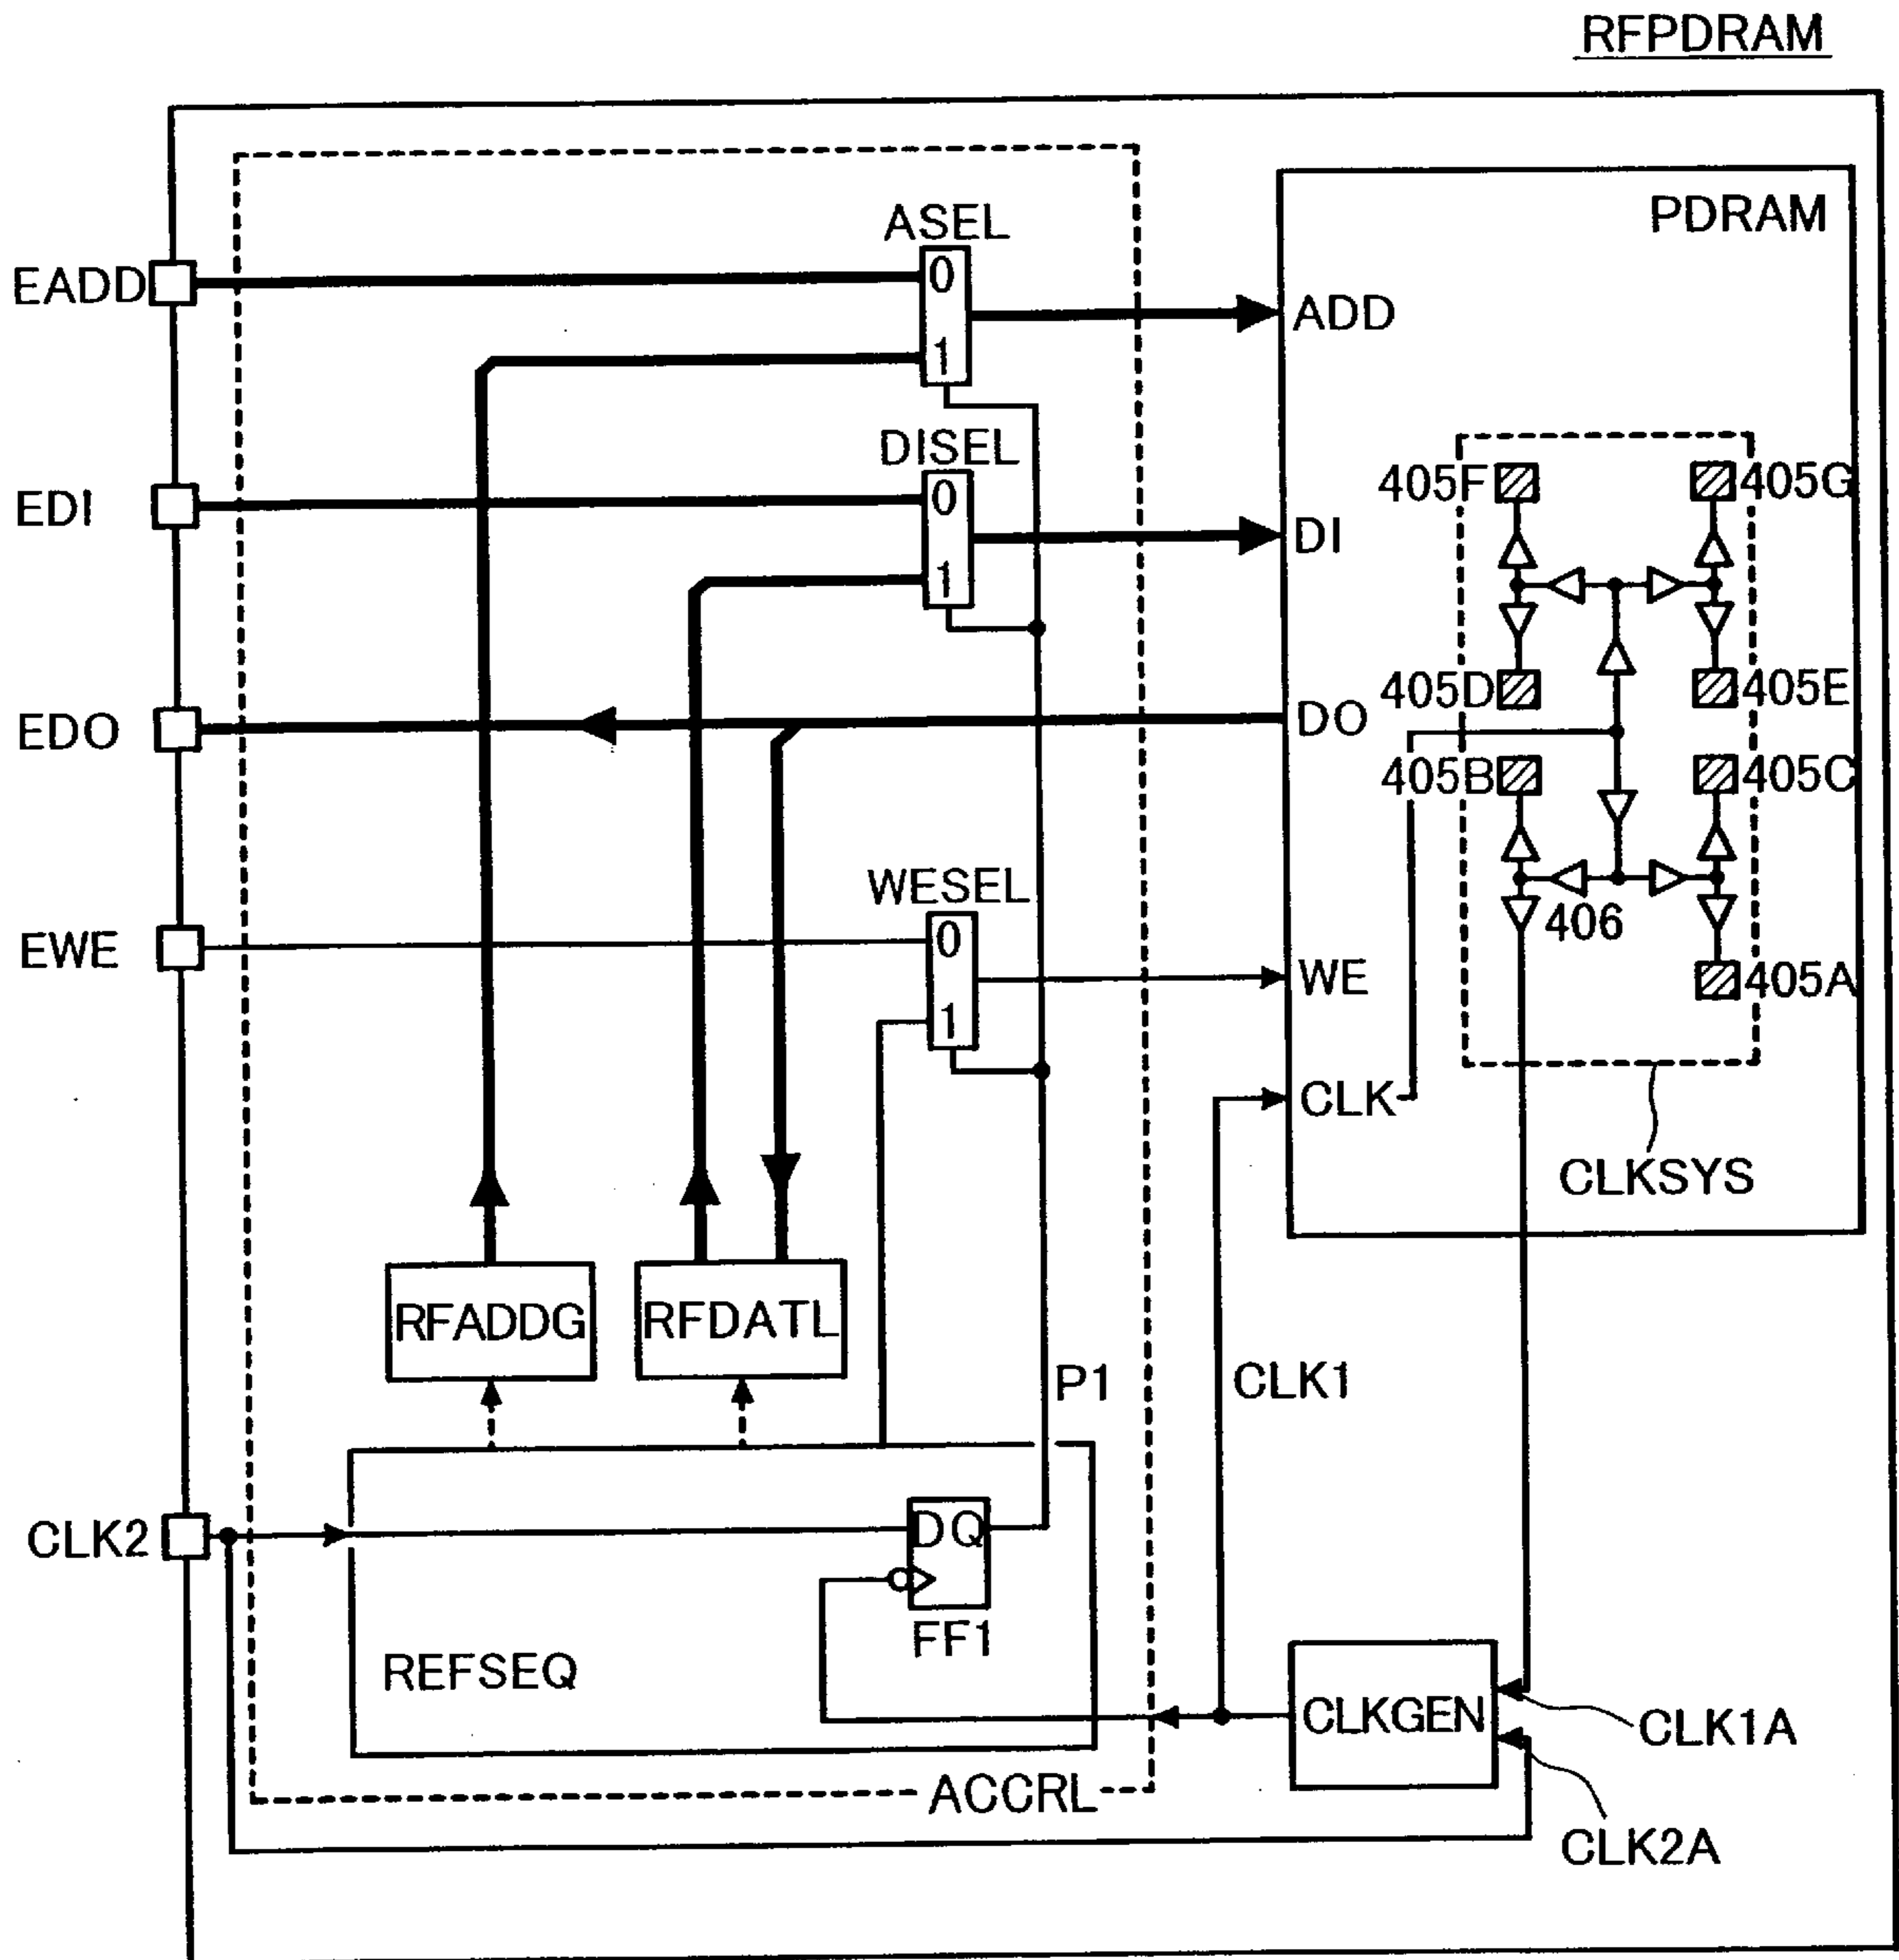 RFPDRAM
PDRAM
ASEL
EADD
0
ADD
1
DISEL
405F
405G
EDI
0
DI
1
405D
405E
EDO
DO
405B
405C
WESEL
406
EWE
0
WE
405A
1
CLK
CLKSYS
RFADDG
RFDATL
P1
CLK1
CLK2
DQ
FF1
REFSEQ
CLKGEN
CLK1A
ACCRL
CLK2A